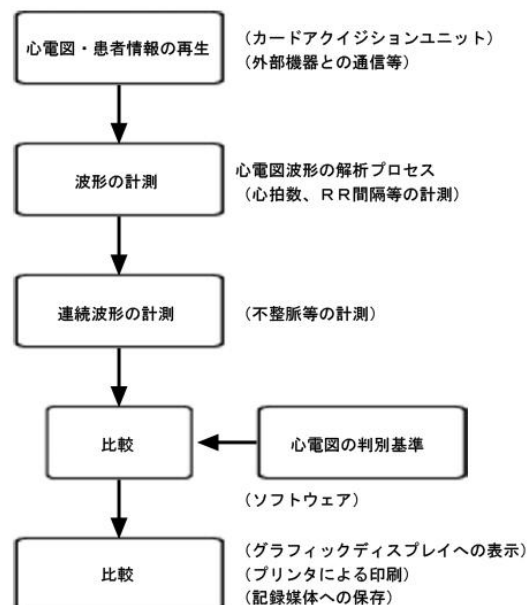 心電図・患者情報の再生
(カードアクイジションユニット)
(外部機器との通信等)
波形の計測
心電図波形の解析プロセス
(心拍数、RR間隔等の計測)
連続波形の計測
(不整脈等の計測)
比較
心電図の判別基準
(ソフトウェア)
比較
(グラフィックディスプレイへの表示)
(プリンタによる印刷)
(記録媒体への保存)